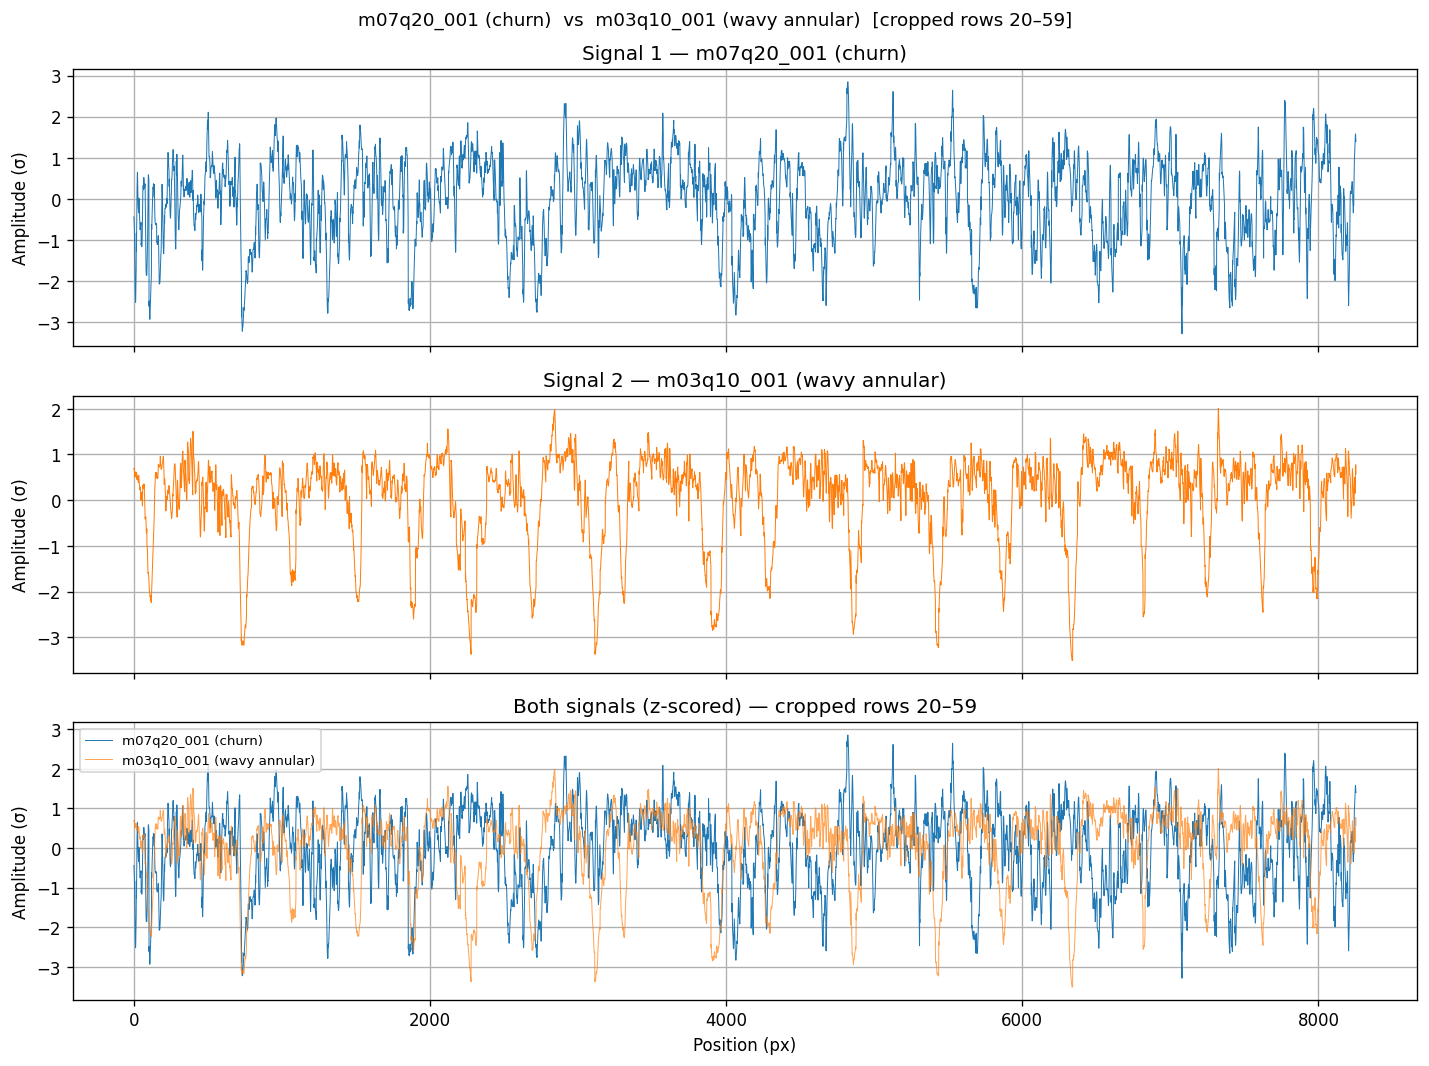 m07q20_001 (churn)  vs  m03q10_001 (wavy annular)  [cropped rows 20–59]
Signal 1 — m07q20_001 (churn)
3
2
1
0
−1
−2
−3
Amplitude (σ)
Signal 2 — m03q10_001 (wavy annular)
2
1
0
−1
−2
−3
Amplitude (σ)
Both signals (z-scored) — cropped rows 20–59
m07q20_001 (churn)
m03q10_001 (wavy annular)
3
2
1
0
−1
−2
−3
Amplitude (σ)
0 2000 4000 6000 8000
Position (px)